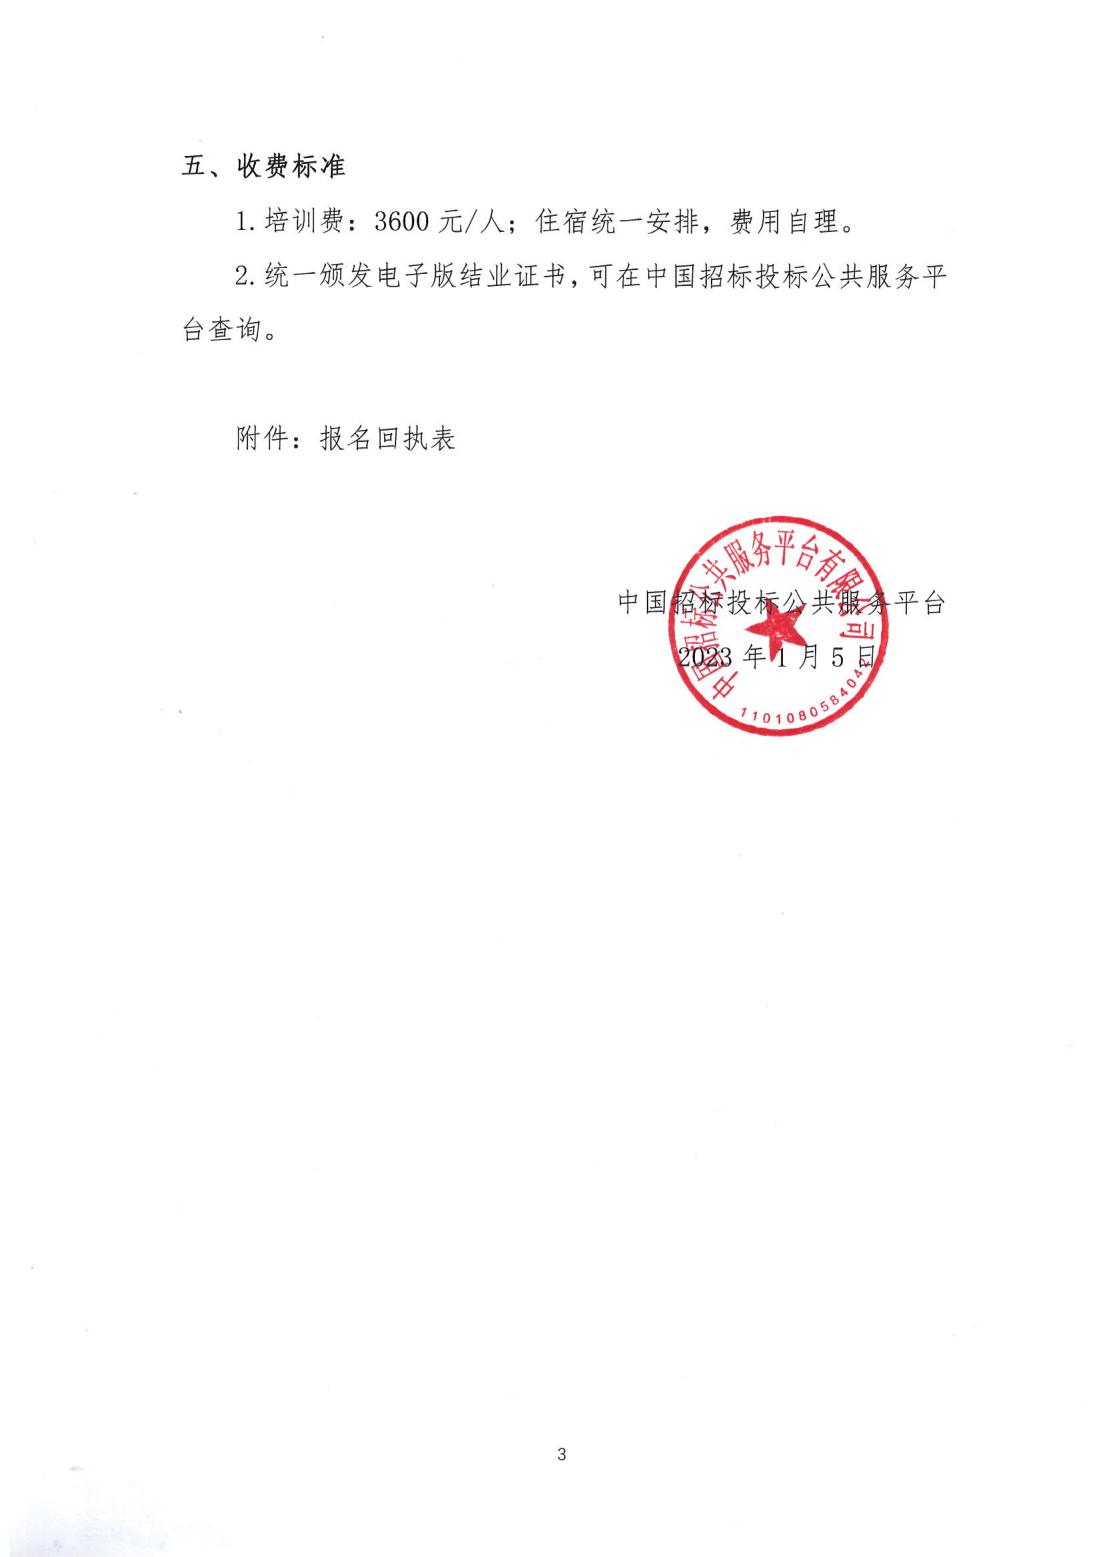 五、收费标准
1.培训费：3600元/人；住宿统一安排，费用自理。
2.统一颁发电子版结业证书，可在中国招标投标公共服务平
台查询。
附件：报名回执表
中国招标投标公共服务平台
2023年1月5日
中国招标公共服务平台有限公司
1101080584042
3